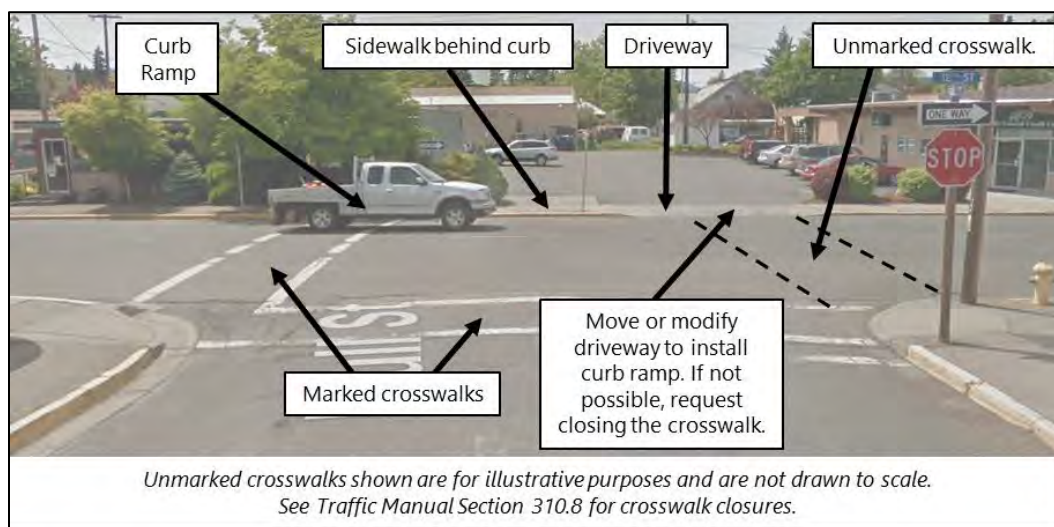 Curb
Ramp
Sidewalk behind curb
Driveway
Unmarked crosswalk.
ONE WAY
STOP
Move or modify
driveway to install
curb ramp. If not
possible, request
closing the crosswalk.
Marked crosswalks
Unmarked crosswalks shown are for illustrative purposes and are not drawn to scale.
See Traffic Manual Section 310.8 for crosswalk closures.